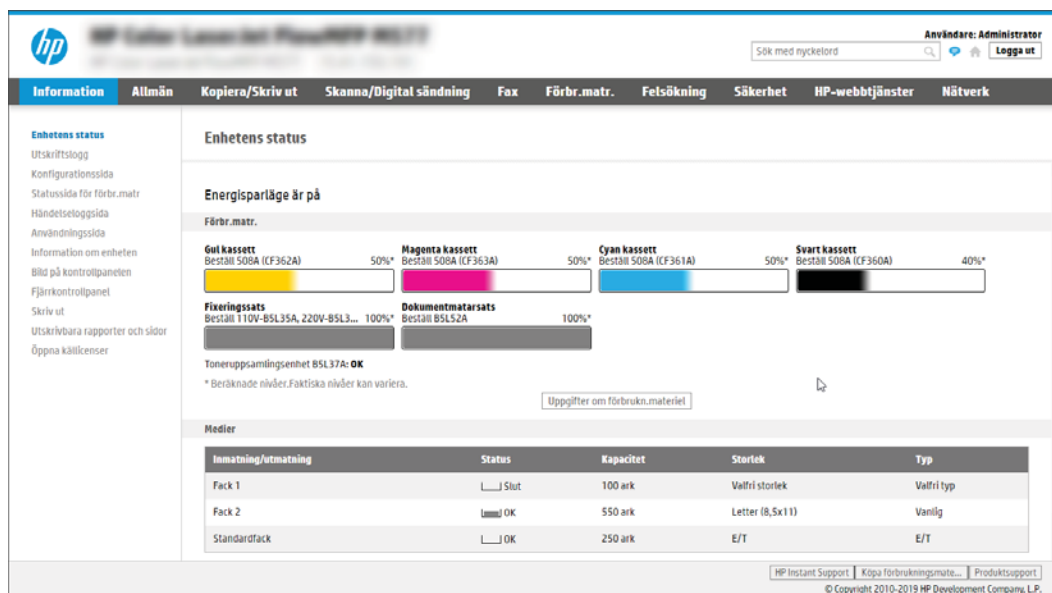 hp
HP Color LaserJet FlowMFP M577
Användare: Administrator
Sök med nyckelord
Logga ut
Information Allmän Kopiera/Skriv ut Skanna/Digital sändning Fax Förbr.matr. Felsökning Säkerhet HP-webbtjänster Nätverk
Enhetens status
Utskriftslogg
Konfigurationssida
Statussida för förbr.matr
Händelseloggsida
Användningssida
Information om enheten
Bild på kontrollpanelen
Fjärrkontrollpanel
Skriv ut
Utskrivbara rapporter och sidor
Öppna källicenser
Enhetens status
Energisparläge är på
Förbr.matr.
Gul kassett Magenta kassett Cyan kassett Svart kassett
Beställ 508A (CF362A) 50%* Beställ 508A (CF363A) 50%* Beställ 508A (CF361A) 50%* Beställ 508A (CF360A) 40%*
Fixeringssats Dokumentmatarsats
Beställ 110V-B5L35A, 220V-B5L3... 100%* Beställ B5L52A 100%*
Toneruppsamlingsenhet B5L37A: OK
* Beräknade nivåer.Faktiska nivåer kan variera.
Uppgifter om förbrukn.materiel
Medier
Inmatning/utmatning Status Kapacitet Storlek Typ
Fack 1 Slut 100 ark Valfri storlek Valfri typ
Fack 2 OK 550 ark Letter (8,5x11) Vanlig
Standardfack OK 250 ark E/T E/T
HP Instant Support Köpa förbrukningsmate... Produktsupport
© Copyright 2010-2019 HP Development Company, L.P.